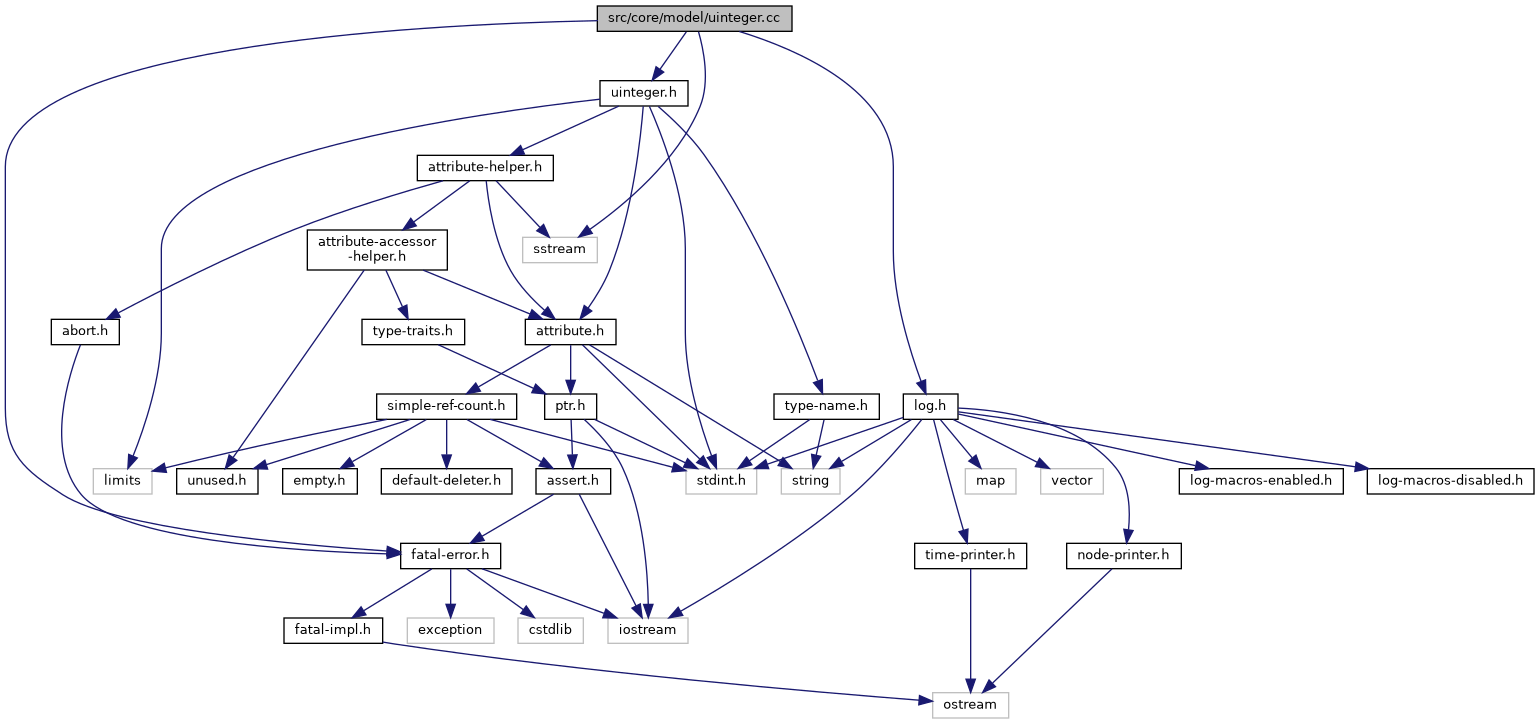 src/core/model/uinteger.cc
uinteger.h
attribute-helper.h
attribute-accessor
-helper.h
sstream
abort.h
type-traits.h
attribute.h
simple-ref-count.h
ptr.h
type-name.h
log.h
limits
unused.h
empty.h
default-deleter.h
assert.h
stdint.h
string
map
vector
log-macros-enabled.h
log-macros-disabled.h
fatal-error.h
time-printer.h
node-printer.h
fatal-impl.h
exception
cstdlib
iostream
ostream